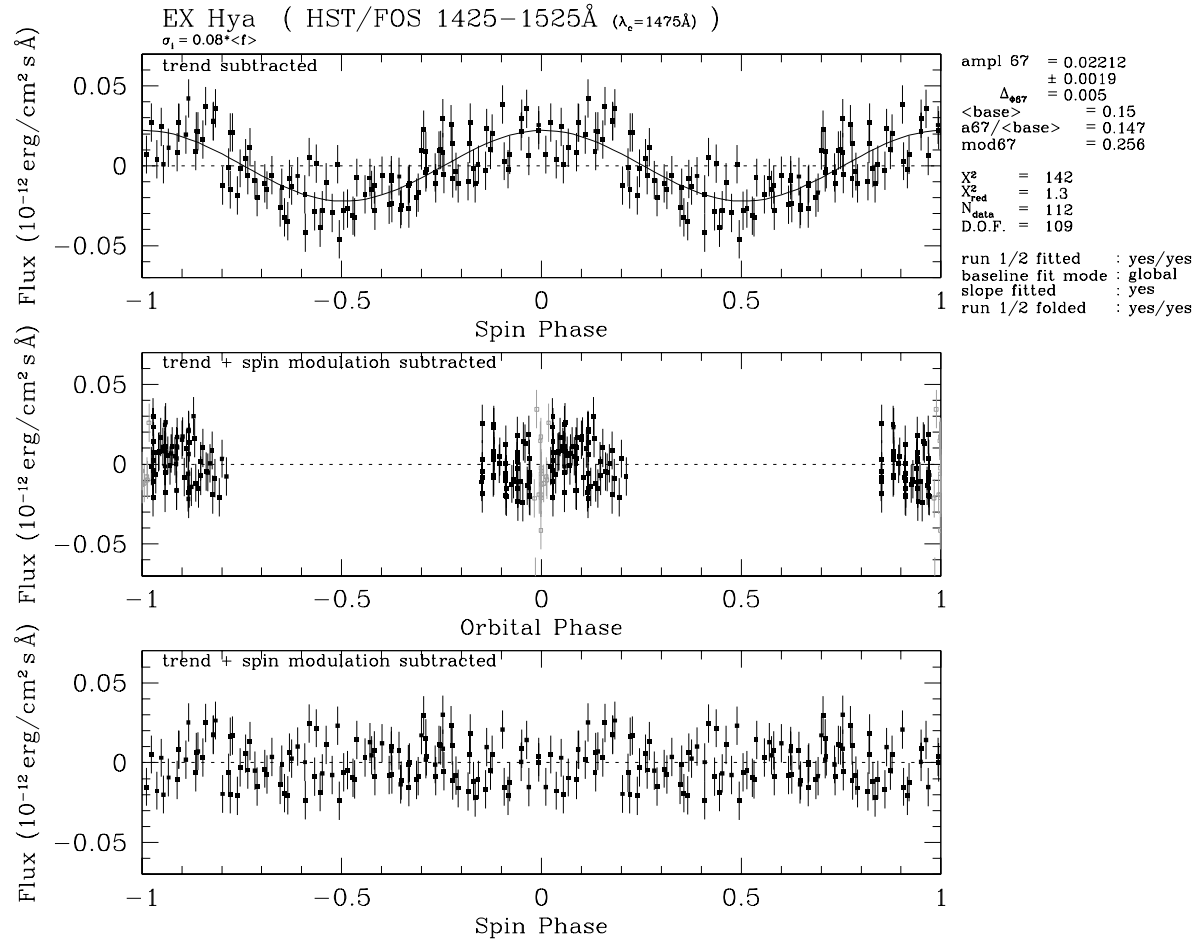 EX Hya ( HST/FOS 1425−1525Å (λc=1475Å) )
σi = 0.08*<f>
trend subtracted
0.05
0
−0.05
Flux (10−12 erg/cm² s Å)
−1 −0.5 0 0.5 1
Spin Phase
ampl 67 = 0.02212
± 0.0019
ΔΦ67 = 0.005
<base> = 0.15
a67/<base> = 0.147
mod67 = 0.256
X² = 142
X²red = 1.3
Ndata = 112
D.O.F. = 109
run 1/2 fitted : yes/yes
baseline fit mode : global
slope fitted : yes
run 1/2 folded : yes/yes
trend + spin modulation subtracted
0.05
0
−0.05
Flux (10−12 erg/cm² s Å)
−1 −0.5 0 0.5 1
Orbital Phase
trend + spin modulation subtracted
0.05
0
−0.05
Flux (10−12 erg/cm² s Å)
−1 −0.5 0 0.5 1
Spin Phase